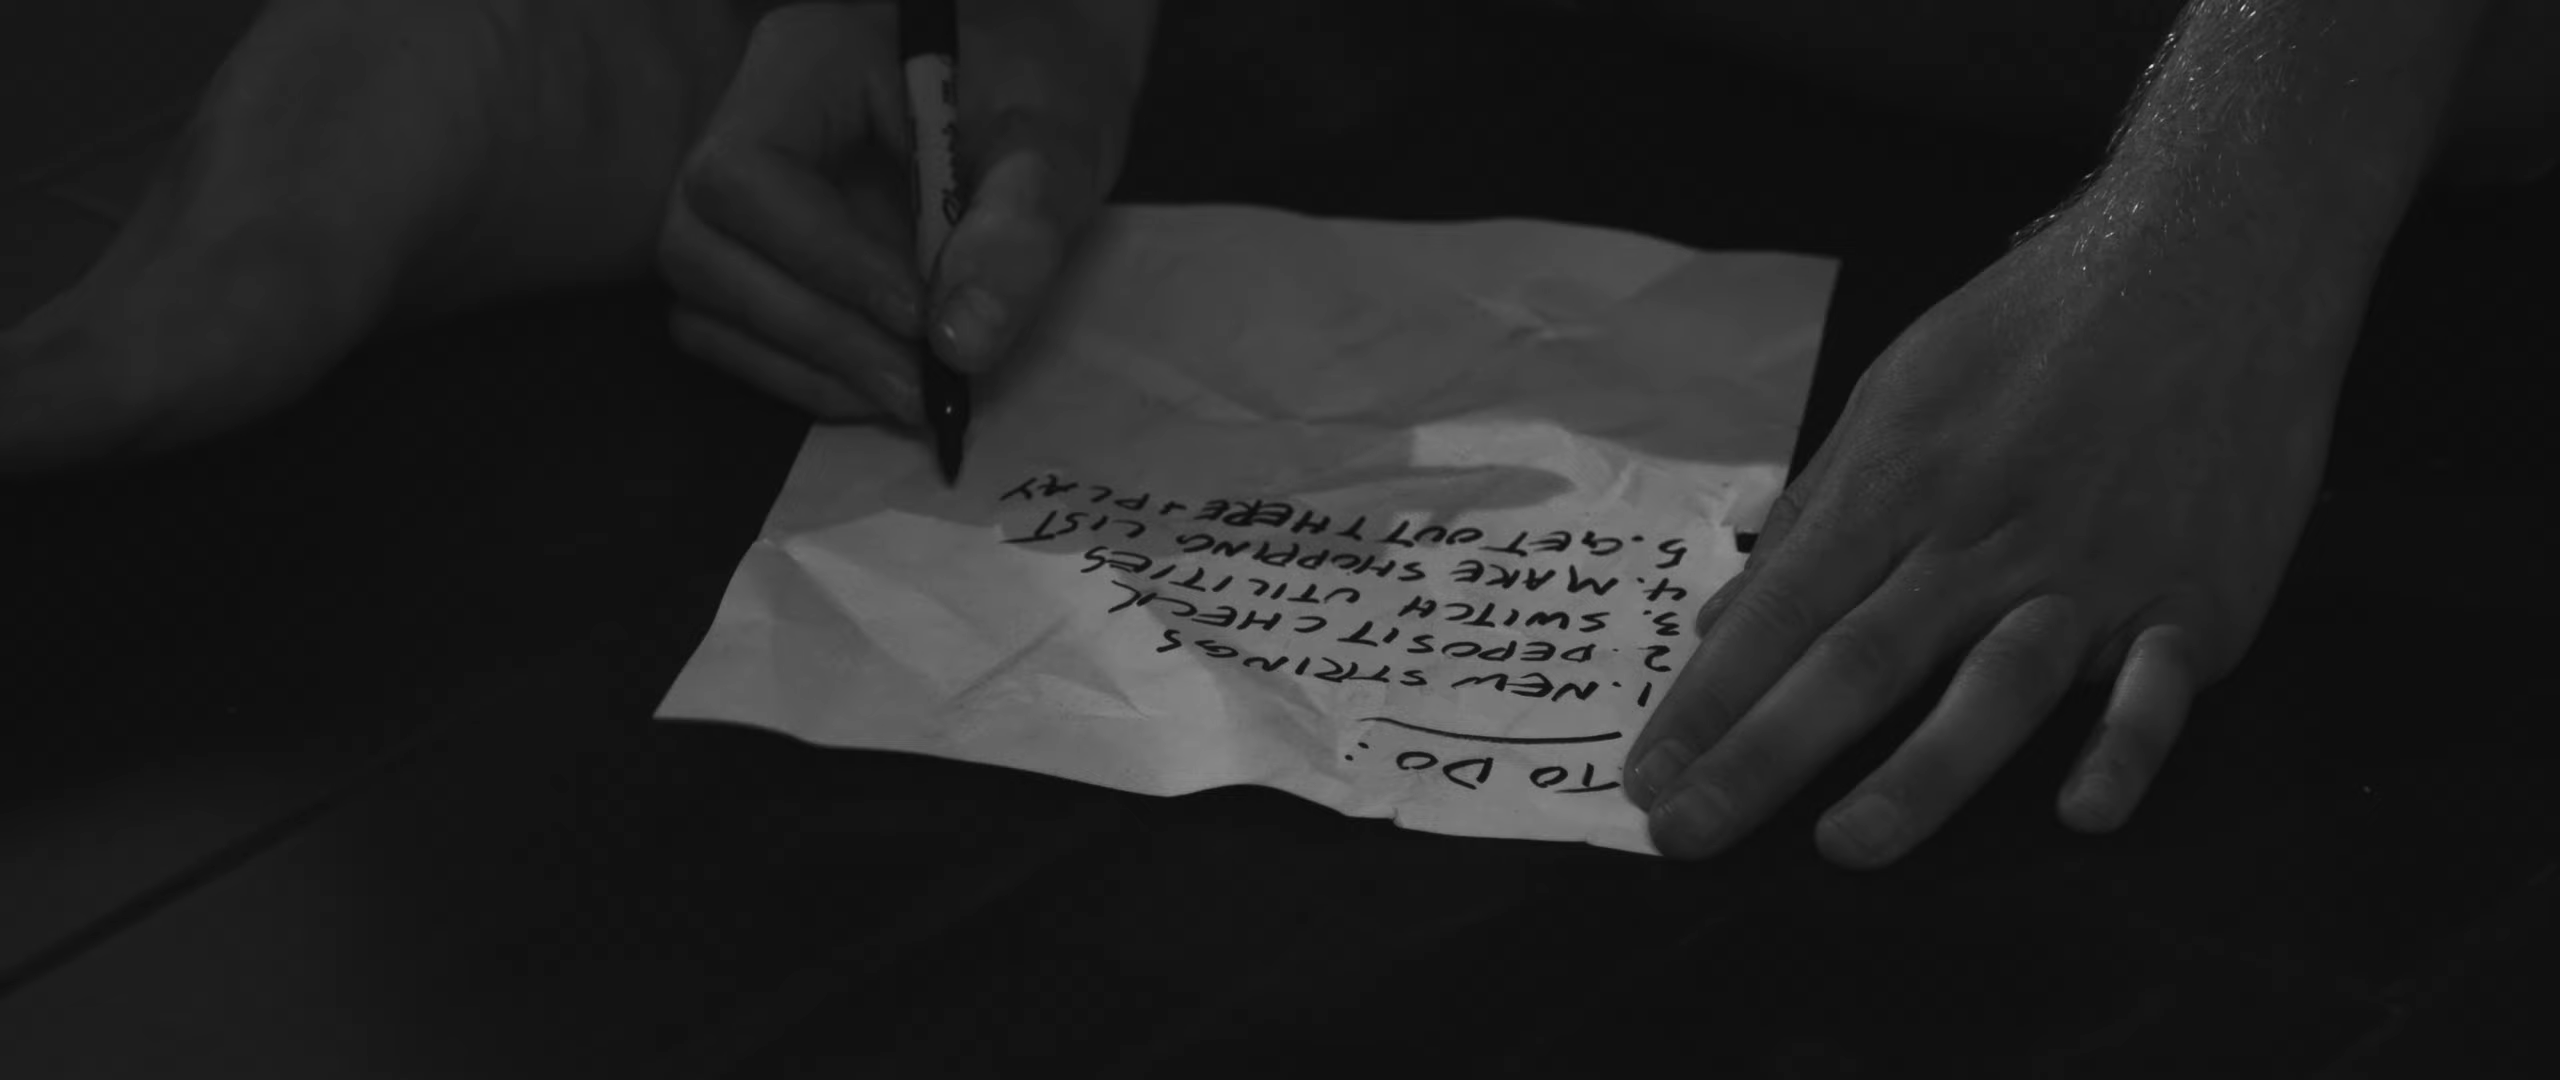 TO DO:
1. NEW STRINGS
2. DEPOSIT CHECK
3. SWITCH UTILITIES
4. MAKE SHOPPING LIST
5. GET OUT THERE + PLAY
Sharpie